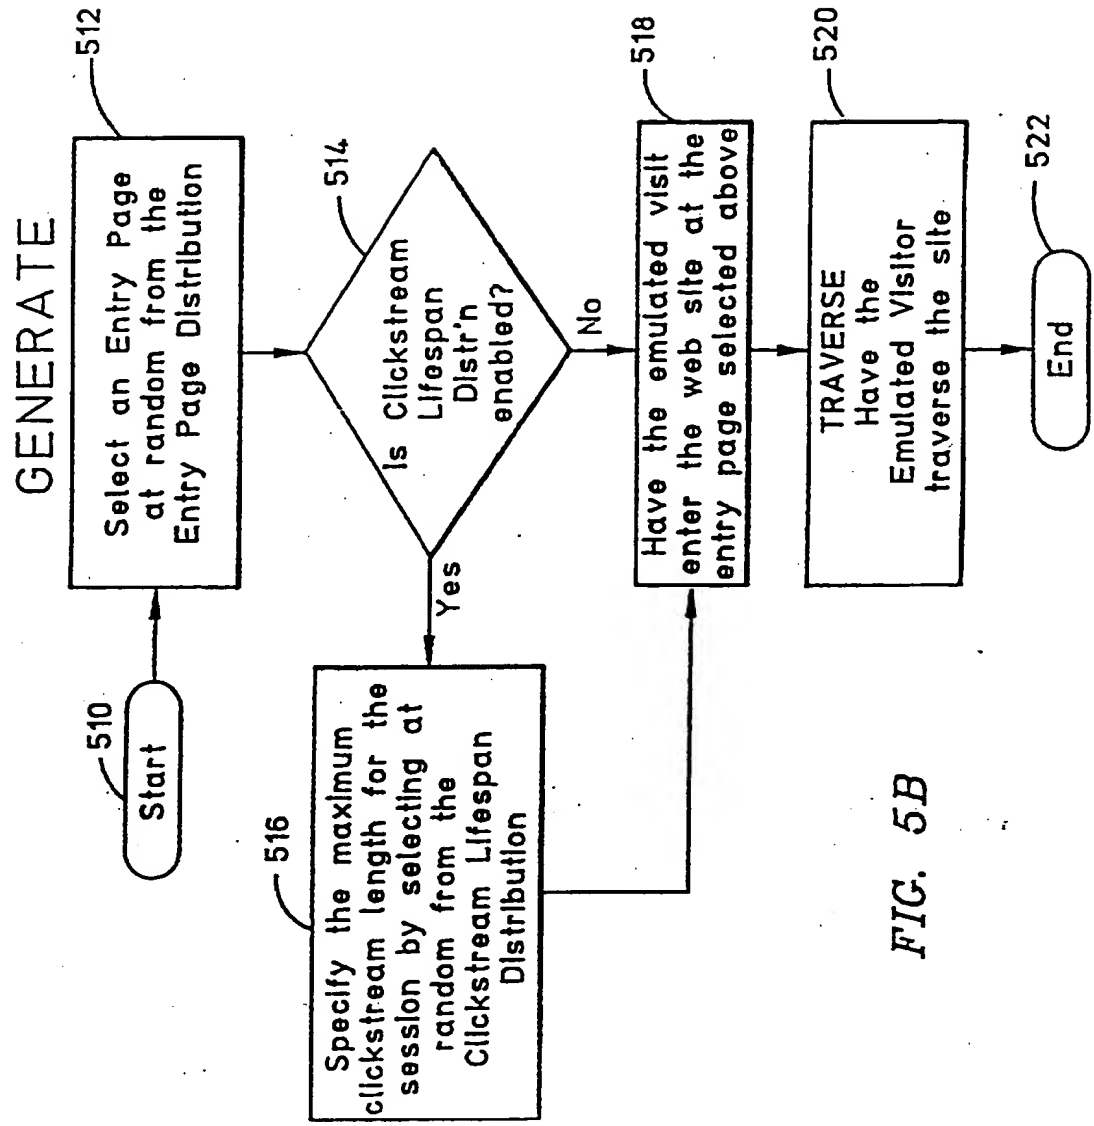 GENERATE
510
Start
512
Select an Entry Page
at random from the
Entry Page Distribution
514
Is Clickstream
Lifespan
Distr'n
enabled?
Yes
No
516
Specify the maximum
clickstream length for the
session by selecting at
random from the
Clickstream Lifespan
Distribution
518
Have the emulated visit
enter the web site at the
entry page selected above
520
TRAVERSE
Have the
Emulated Visitor
traverse the site
522
End
FIG. 5B